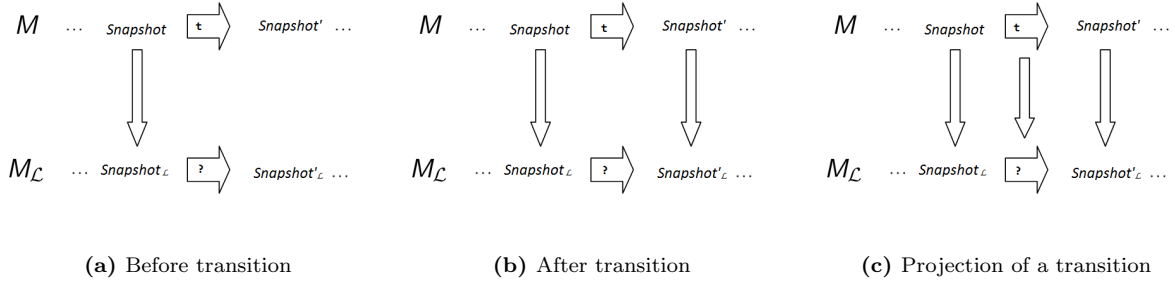 M ... Snapshot t Snapshot' ... M ... Snapshot t Snapshot' ... M ... Snapshot t Snapshot' ...
M_ℒ ... Snapshot_ℒ ? Snapshot'_ℒ ... M_ℒ ... Snapshot_ℒ ? Snapshot'_ℒ ... M_ℒ ... Snapshot_ℒ ? Snapshot'_ℒ ...
(a) Before transition (b) After transition (c) Projection of a transition